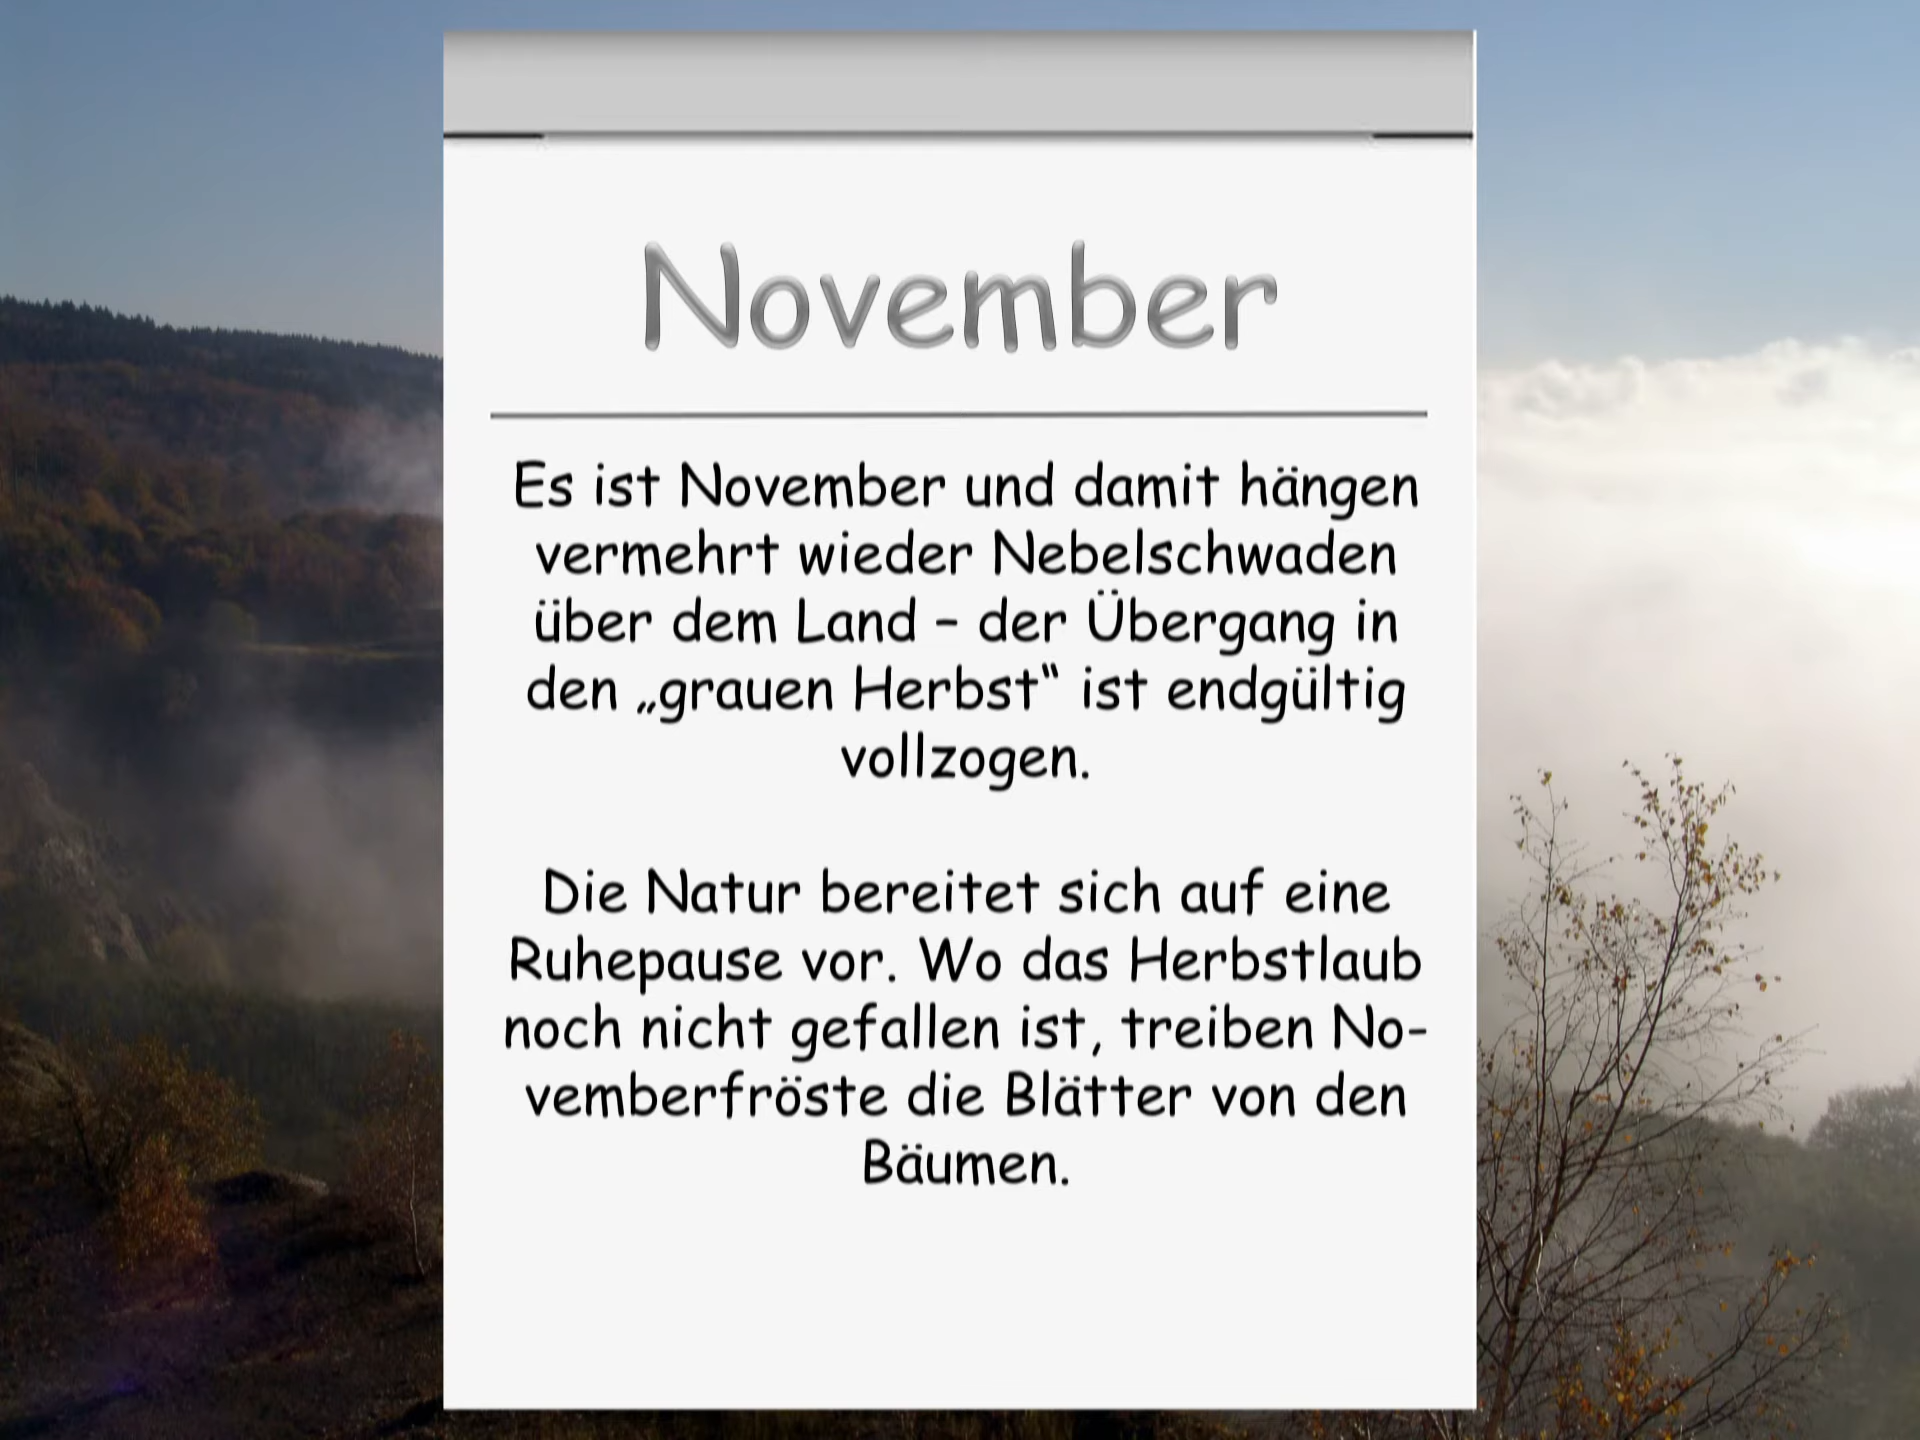 November
Es ist November und damit hängen
vermehrt wieder Nebelschwaden
über dem Land – der Übergang in
den „grauen Herbst“ ist endgültig
vollzogen.
Die Natur bereitet sich auf eine
Ruhepause vor. Wo das Herbstlaub
noch nicht gefallen ist, treiben No-
vemberfröste die Blätter von den
Bäumen.